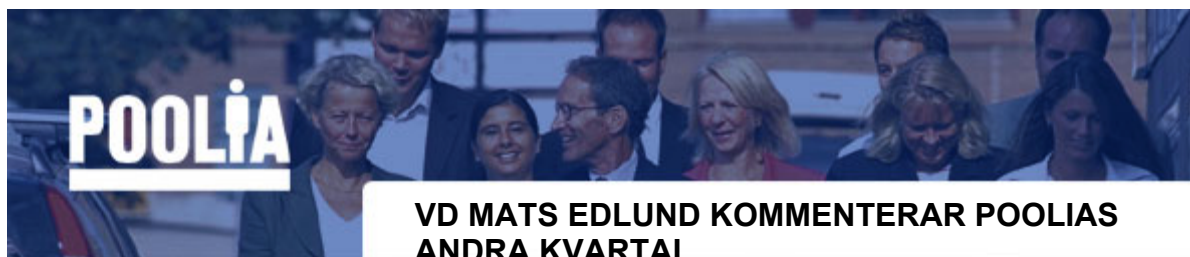 POOLIA
VD MATS EDLUND KOMMENTERAR POOLIAS
ANDRA KVARTAL